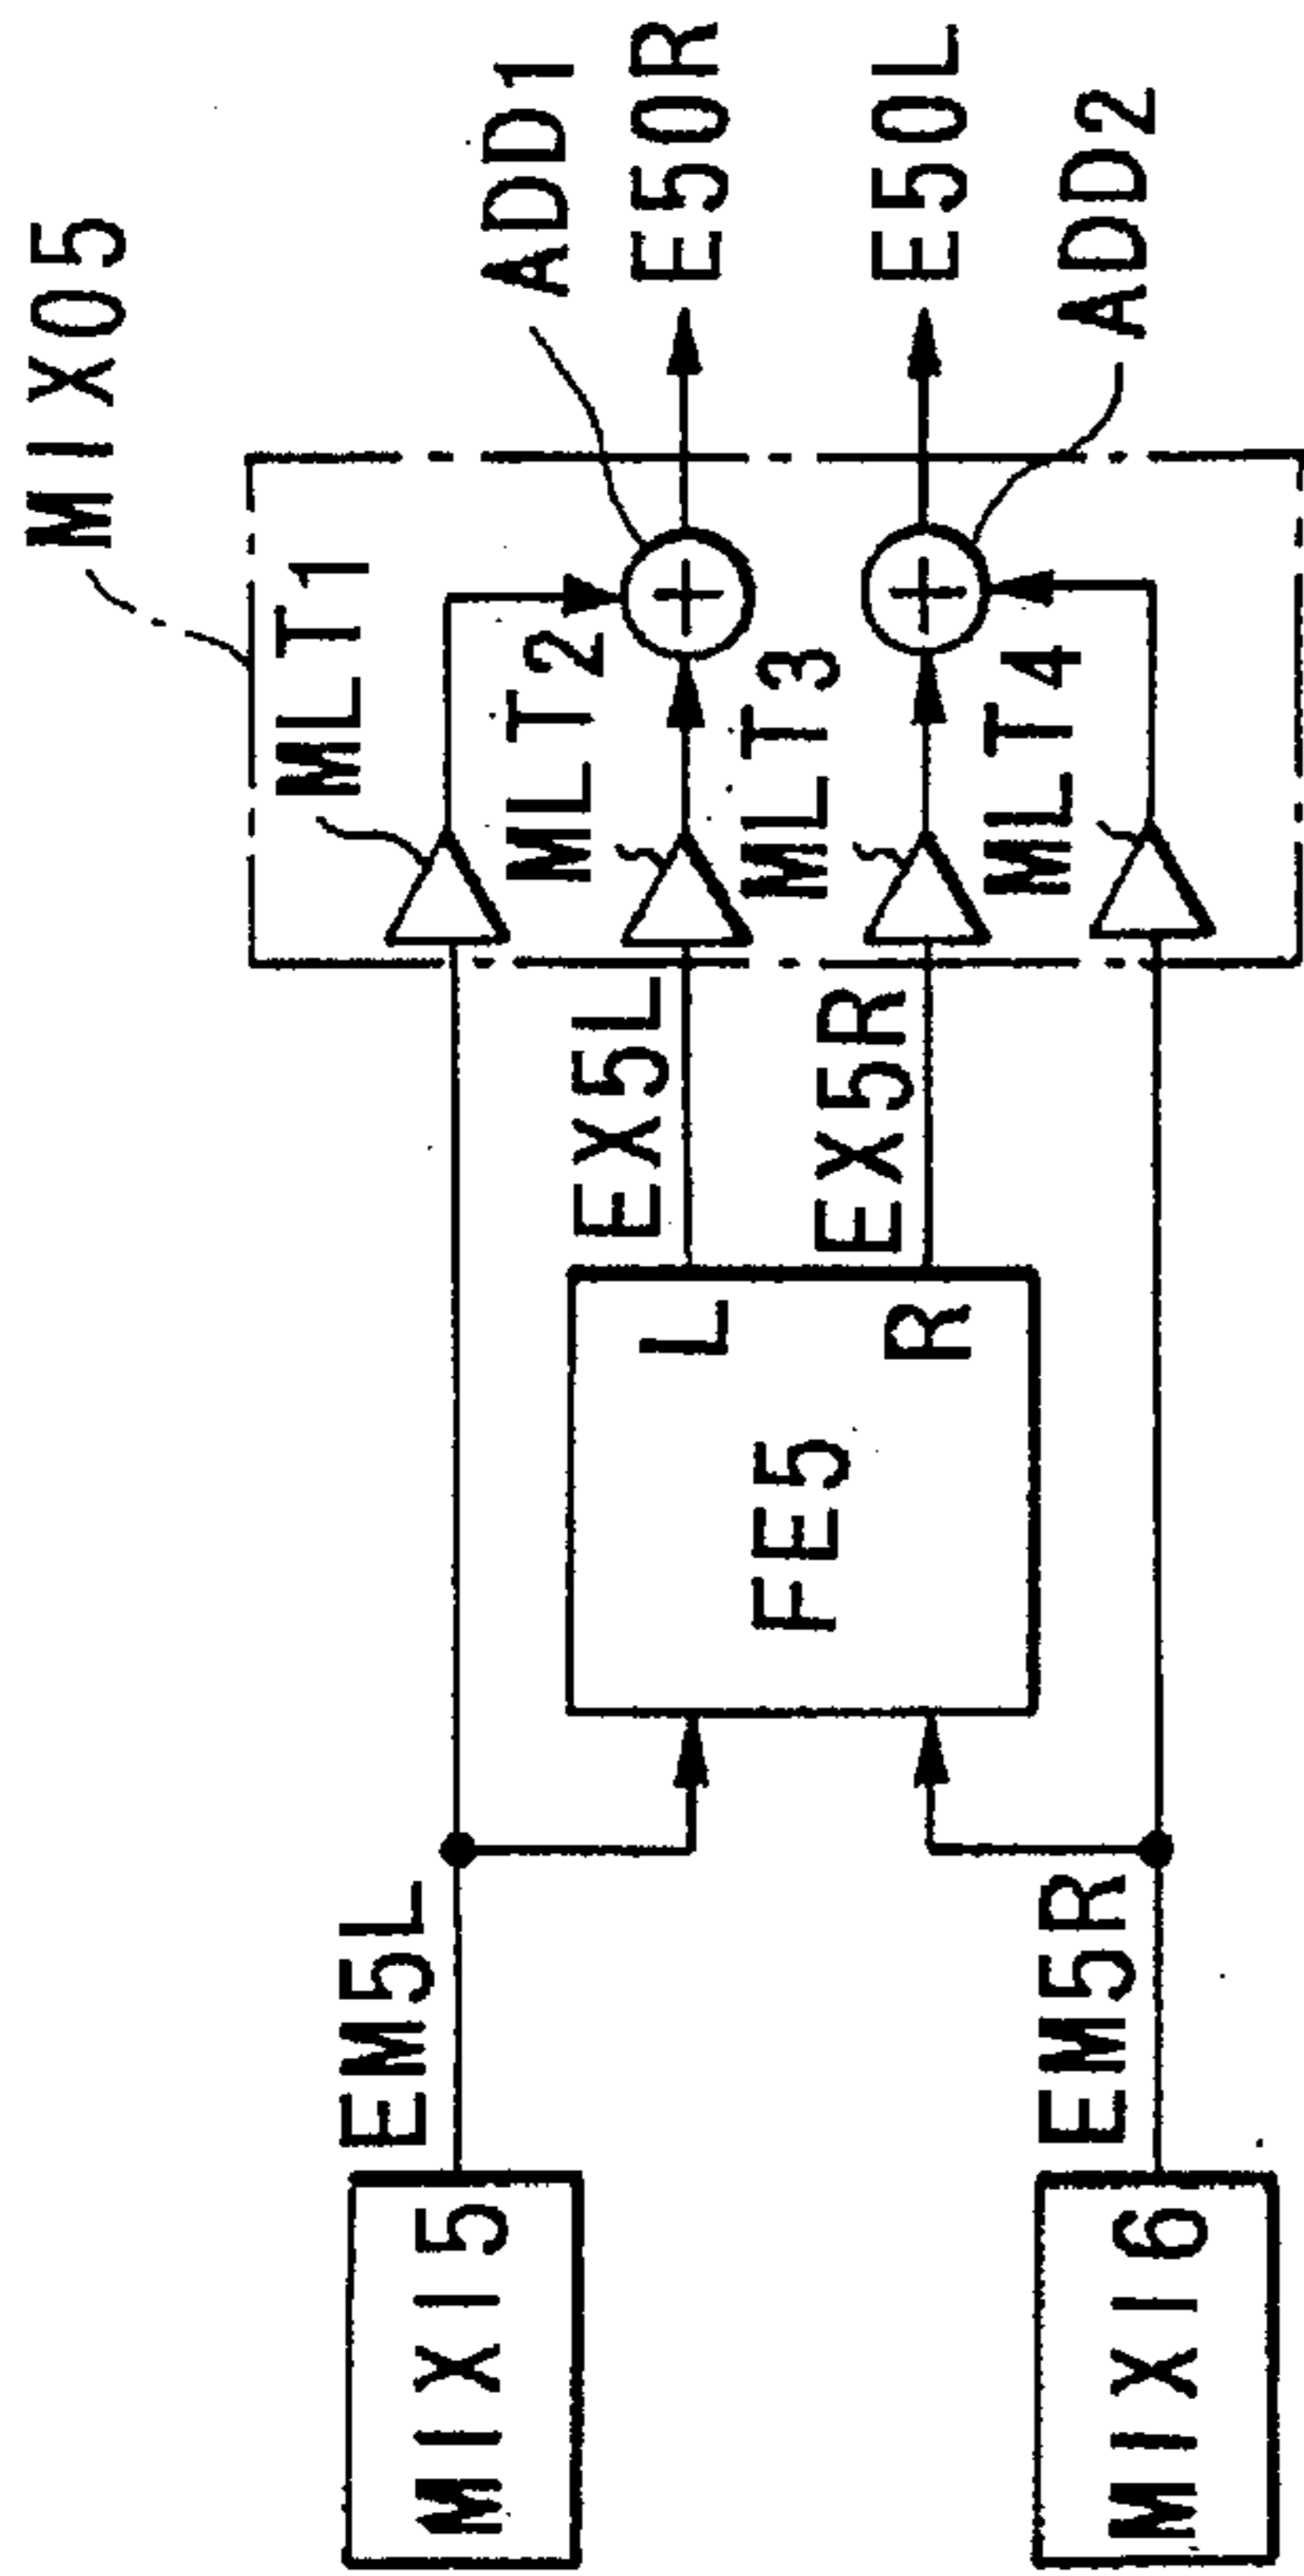 MIX05
MLT1
ADD1
EM5L
MLT2
E50R
MIXI5
EX5L
L
MLT3
FE5
EX5R
E50L
R
MLT4
ADD2
EM5R
MIXI6